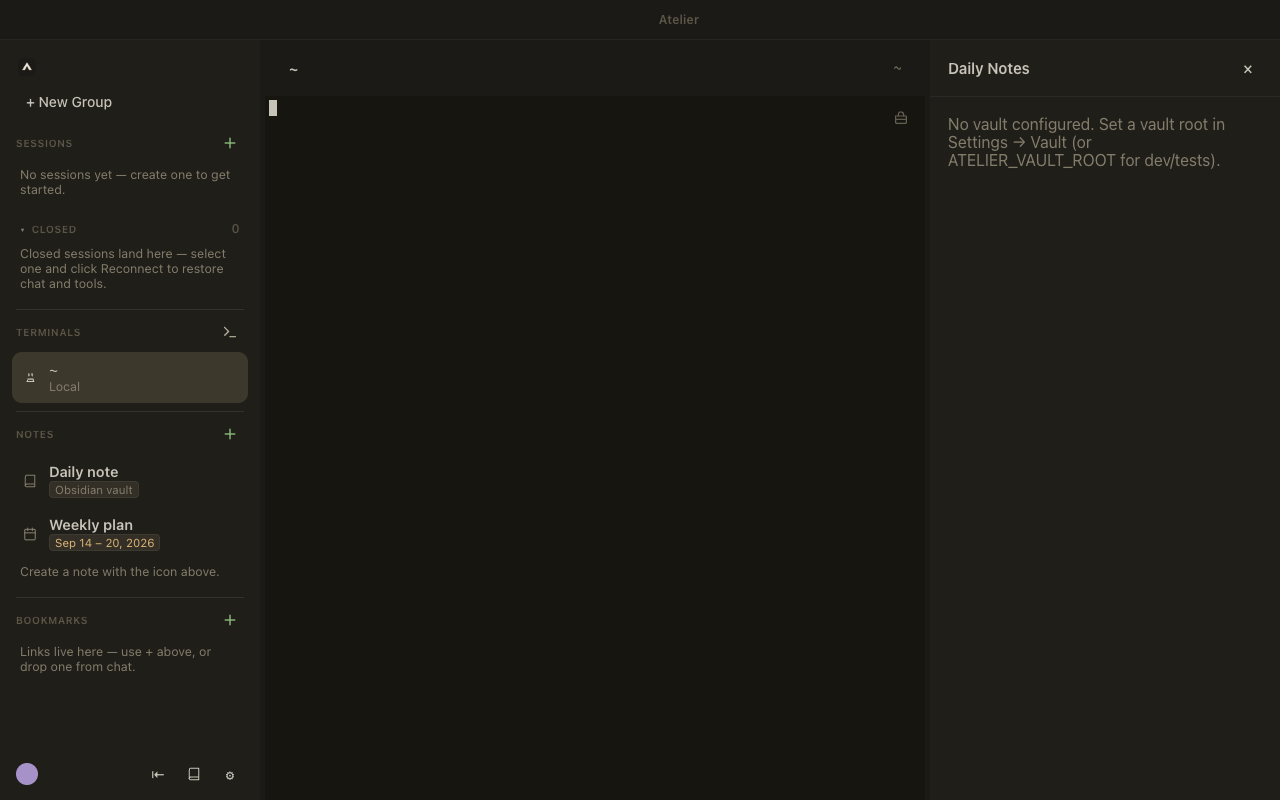 Atelier
+ New Group
SESSIONS
No sessions yet — create one to get
started.
CLOSED 0
Closed sessions land here — select
one and click Reconnect to restore
chat and tools.
TERMINALS
~
Local
NOTES
Daily note
Obsidian vault
Weekly plan
Sep 14 – 20, 2026
Create a note with the icon above.
BOOKMARKS
Links live here — use + above, or
drop one from chat.
~ ~
Daily Notes
No vault configured. Set a vault root in
Settings → Vault (or
ATELIER_VAULT_ROOT for dev/tests).